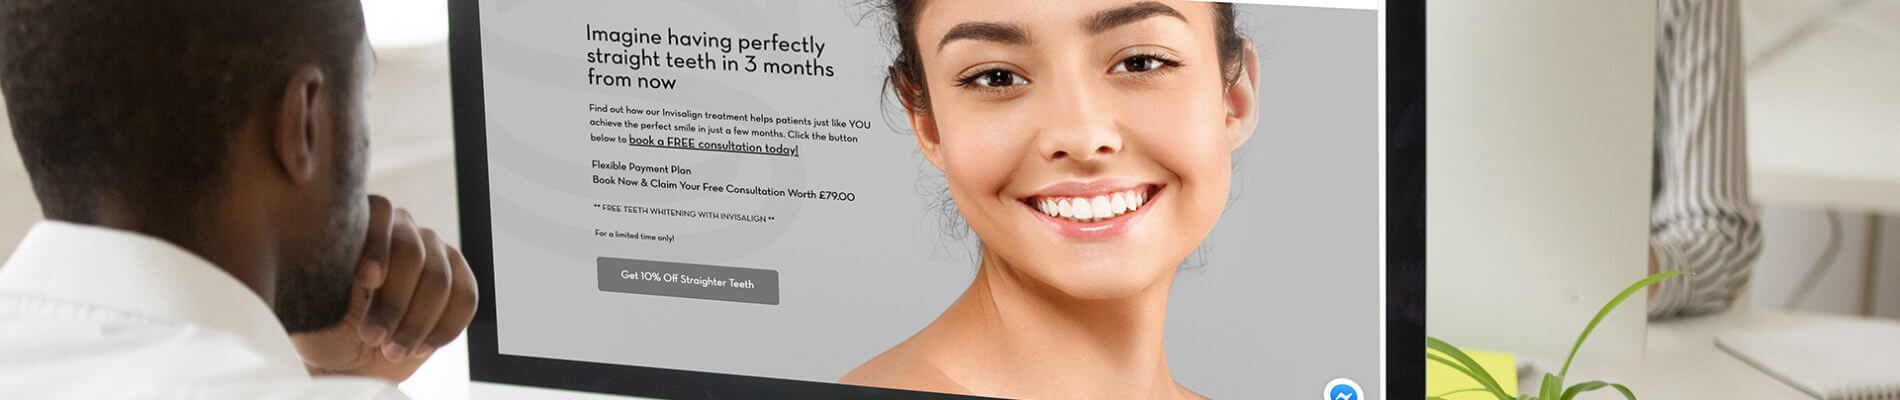 Imagine having perfectly
straight teeth in 3 months
from now
Find out how our Invisalign treatment helps patients just like YOU
achieve the perfect smile in just a few months. Click the button
below to book a FREE consultation today!
Flexible Payment Plan
Book Now & Claim Your Free Consultation Worth £79.00
** FREE TEETH WHITENING WITH INVISALIGN **
For a limited time only!
Get 10% Off Straighter Teeth